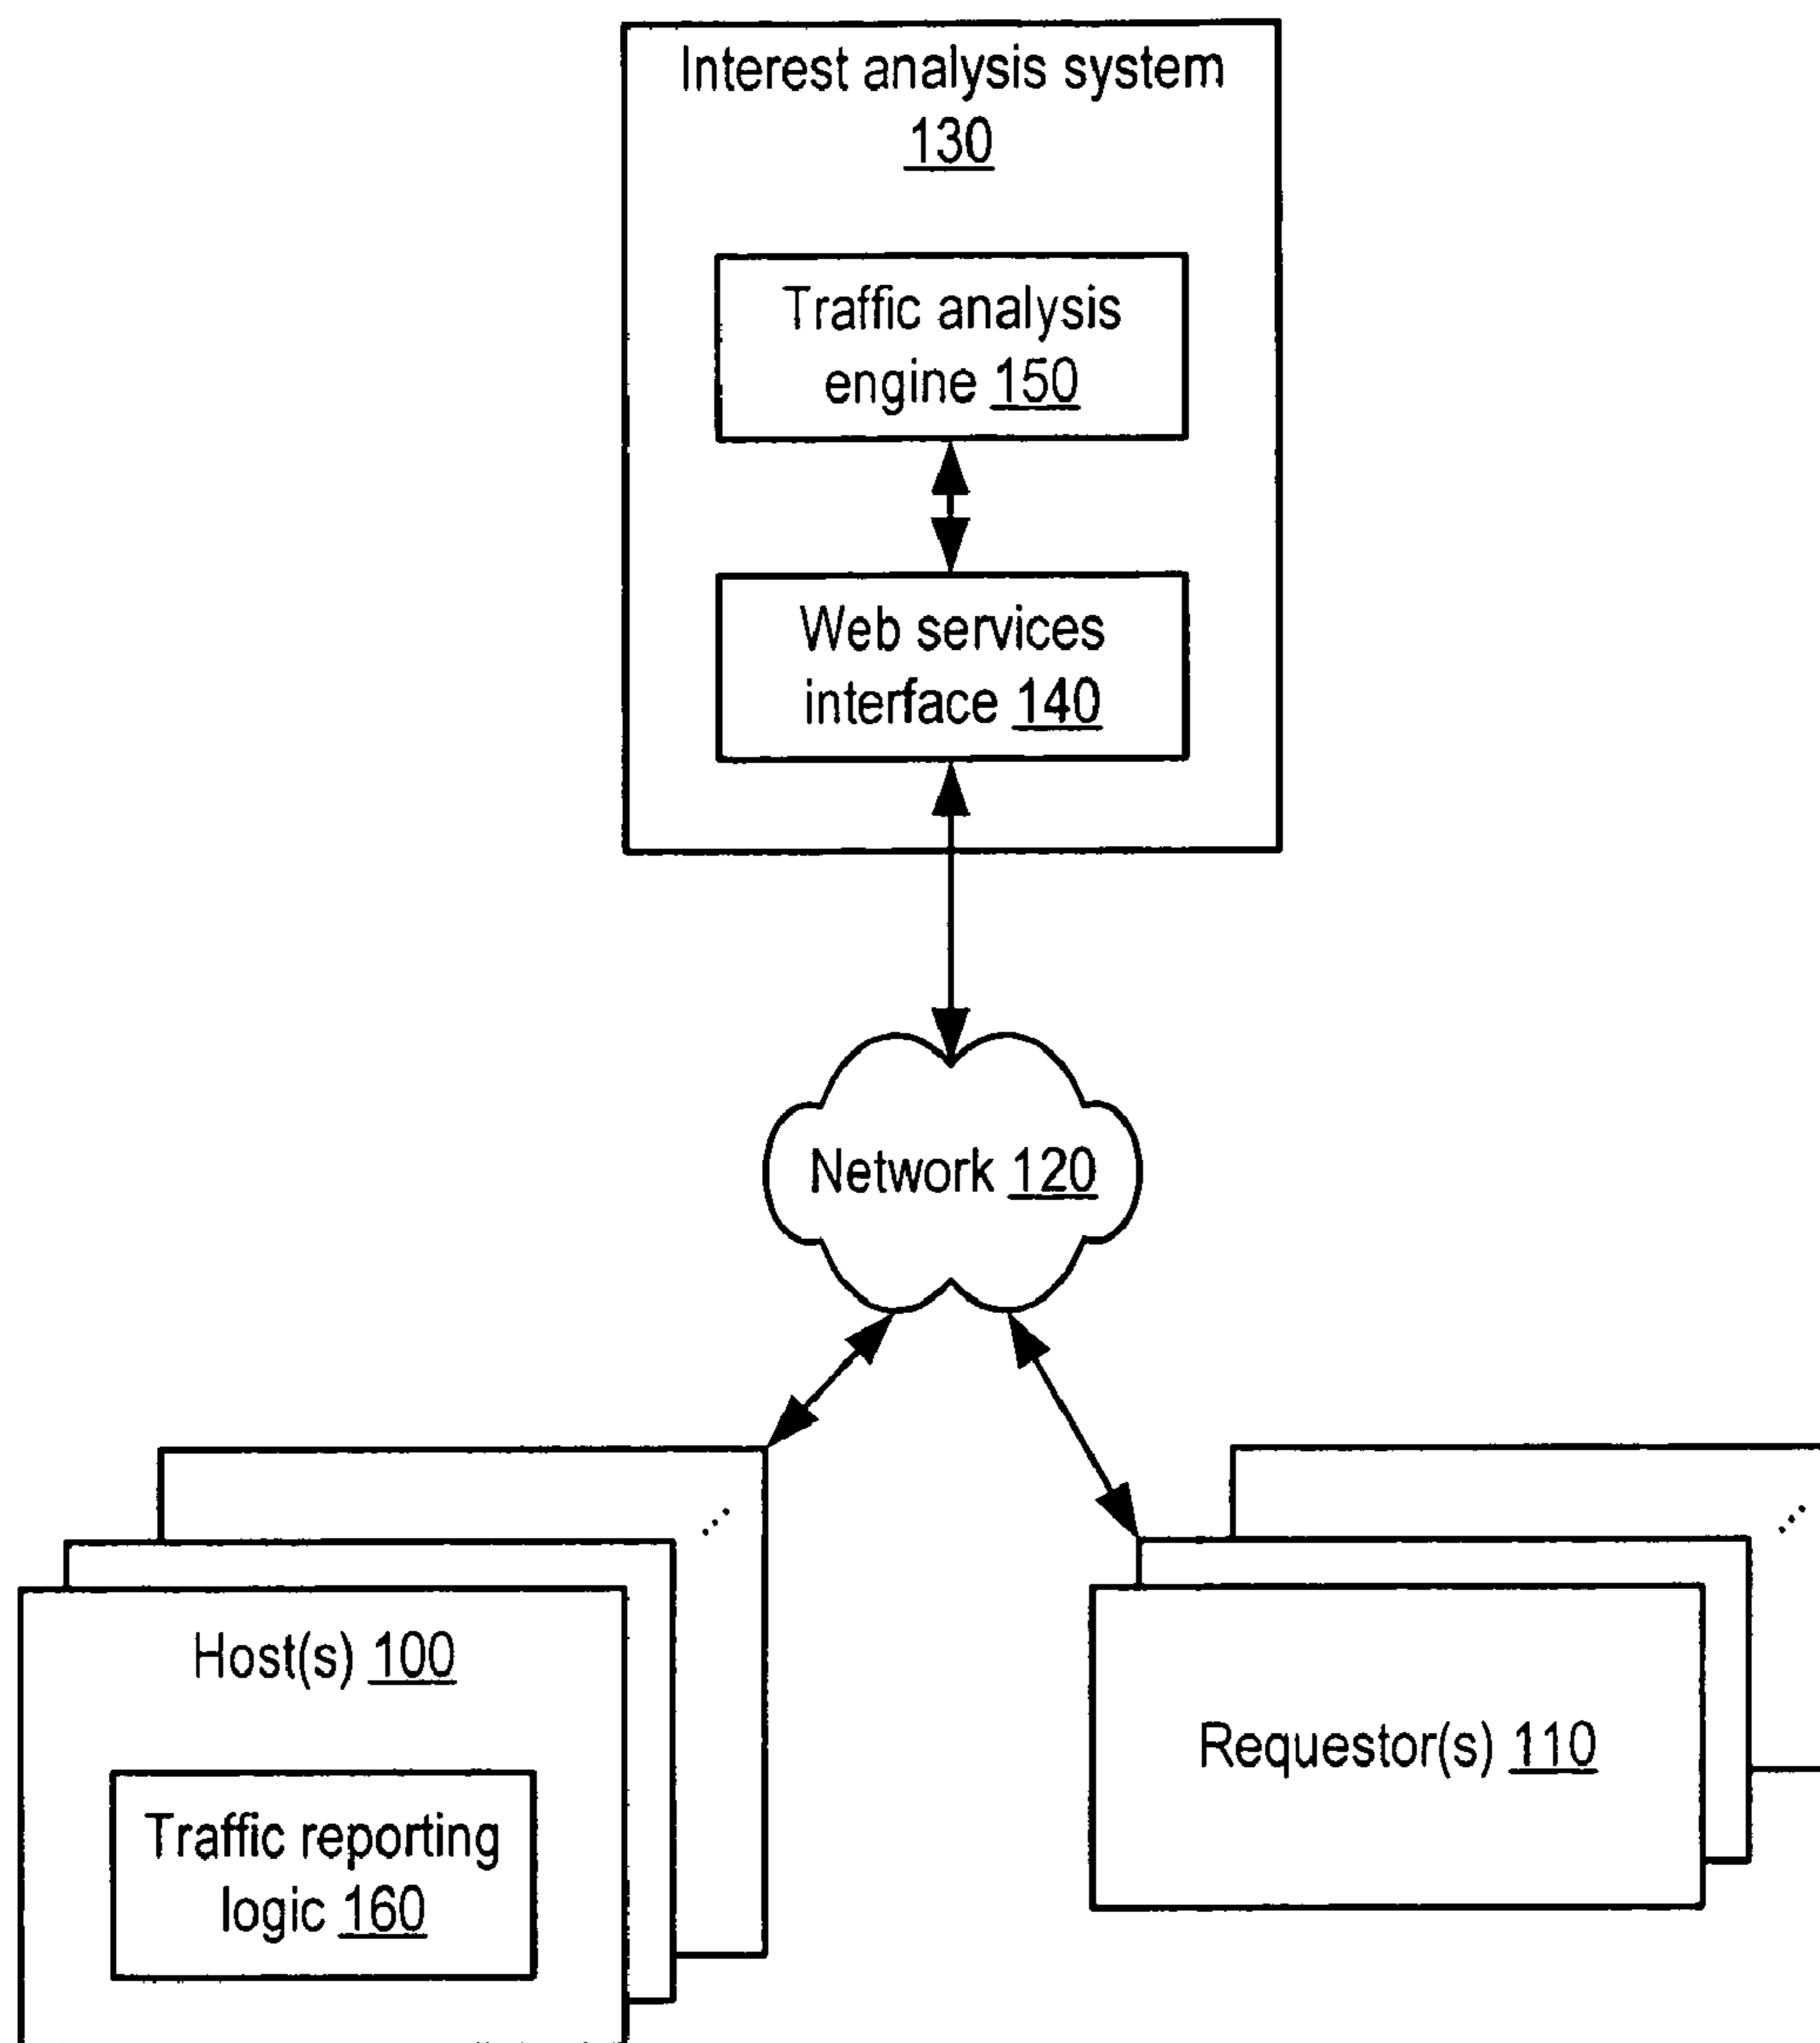 Interest analysis system
130
Traffic analysis
engine 150
Web services
interface 140
Network 120
Host(s) 100
Traffic reporting
logic 160
Requestor(s) 110